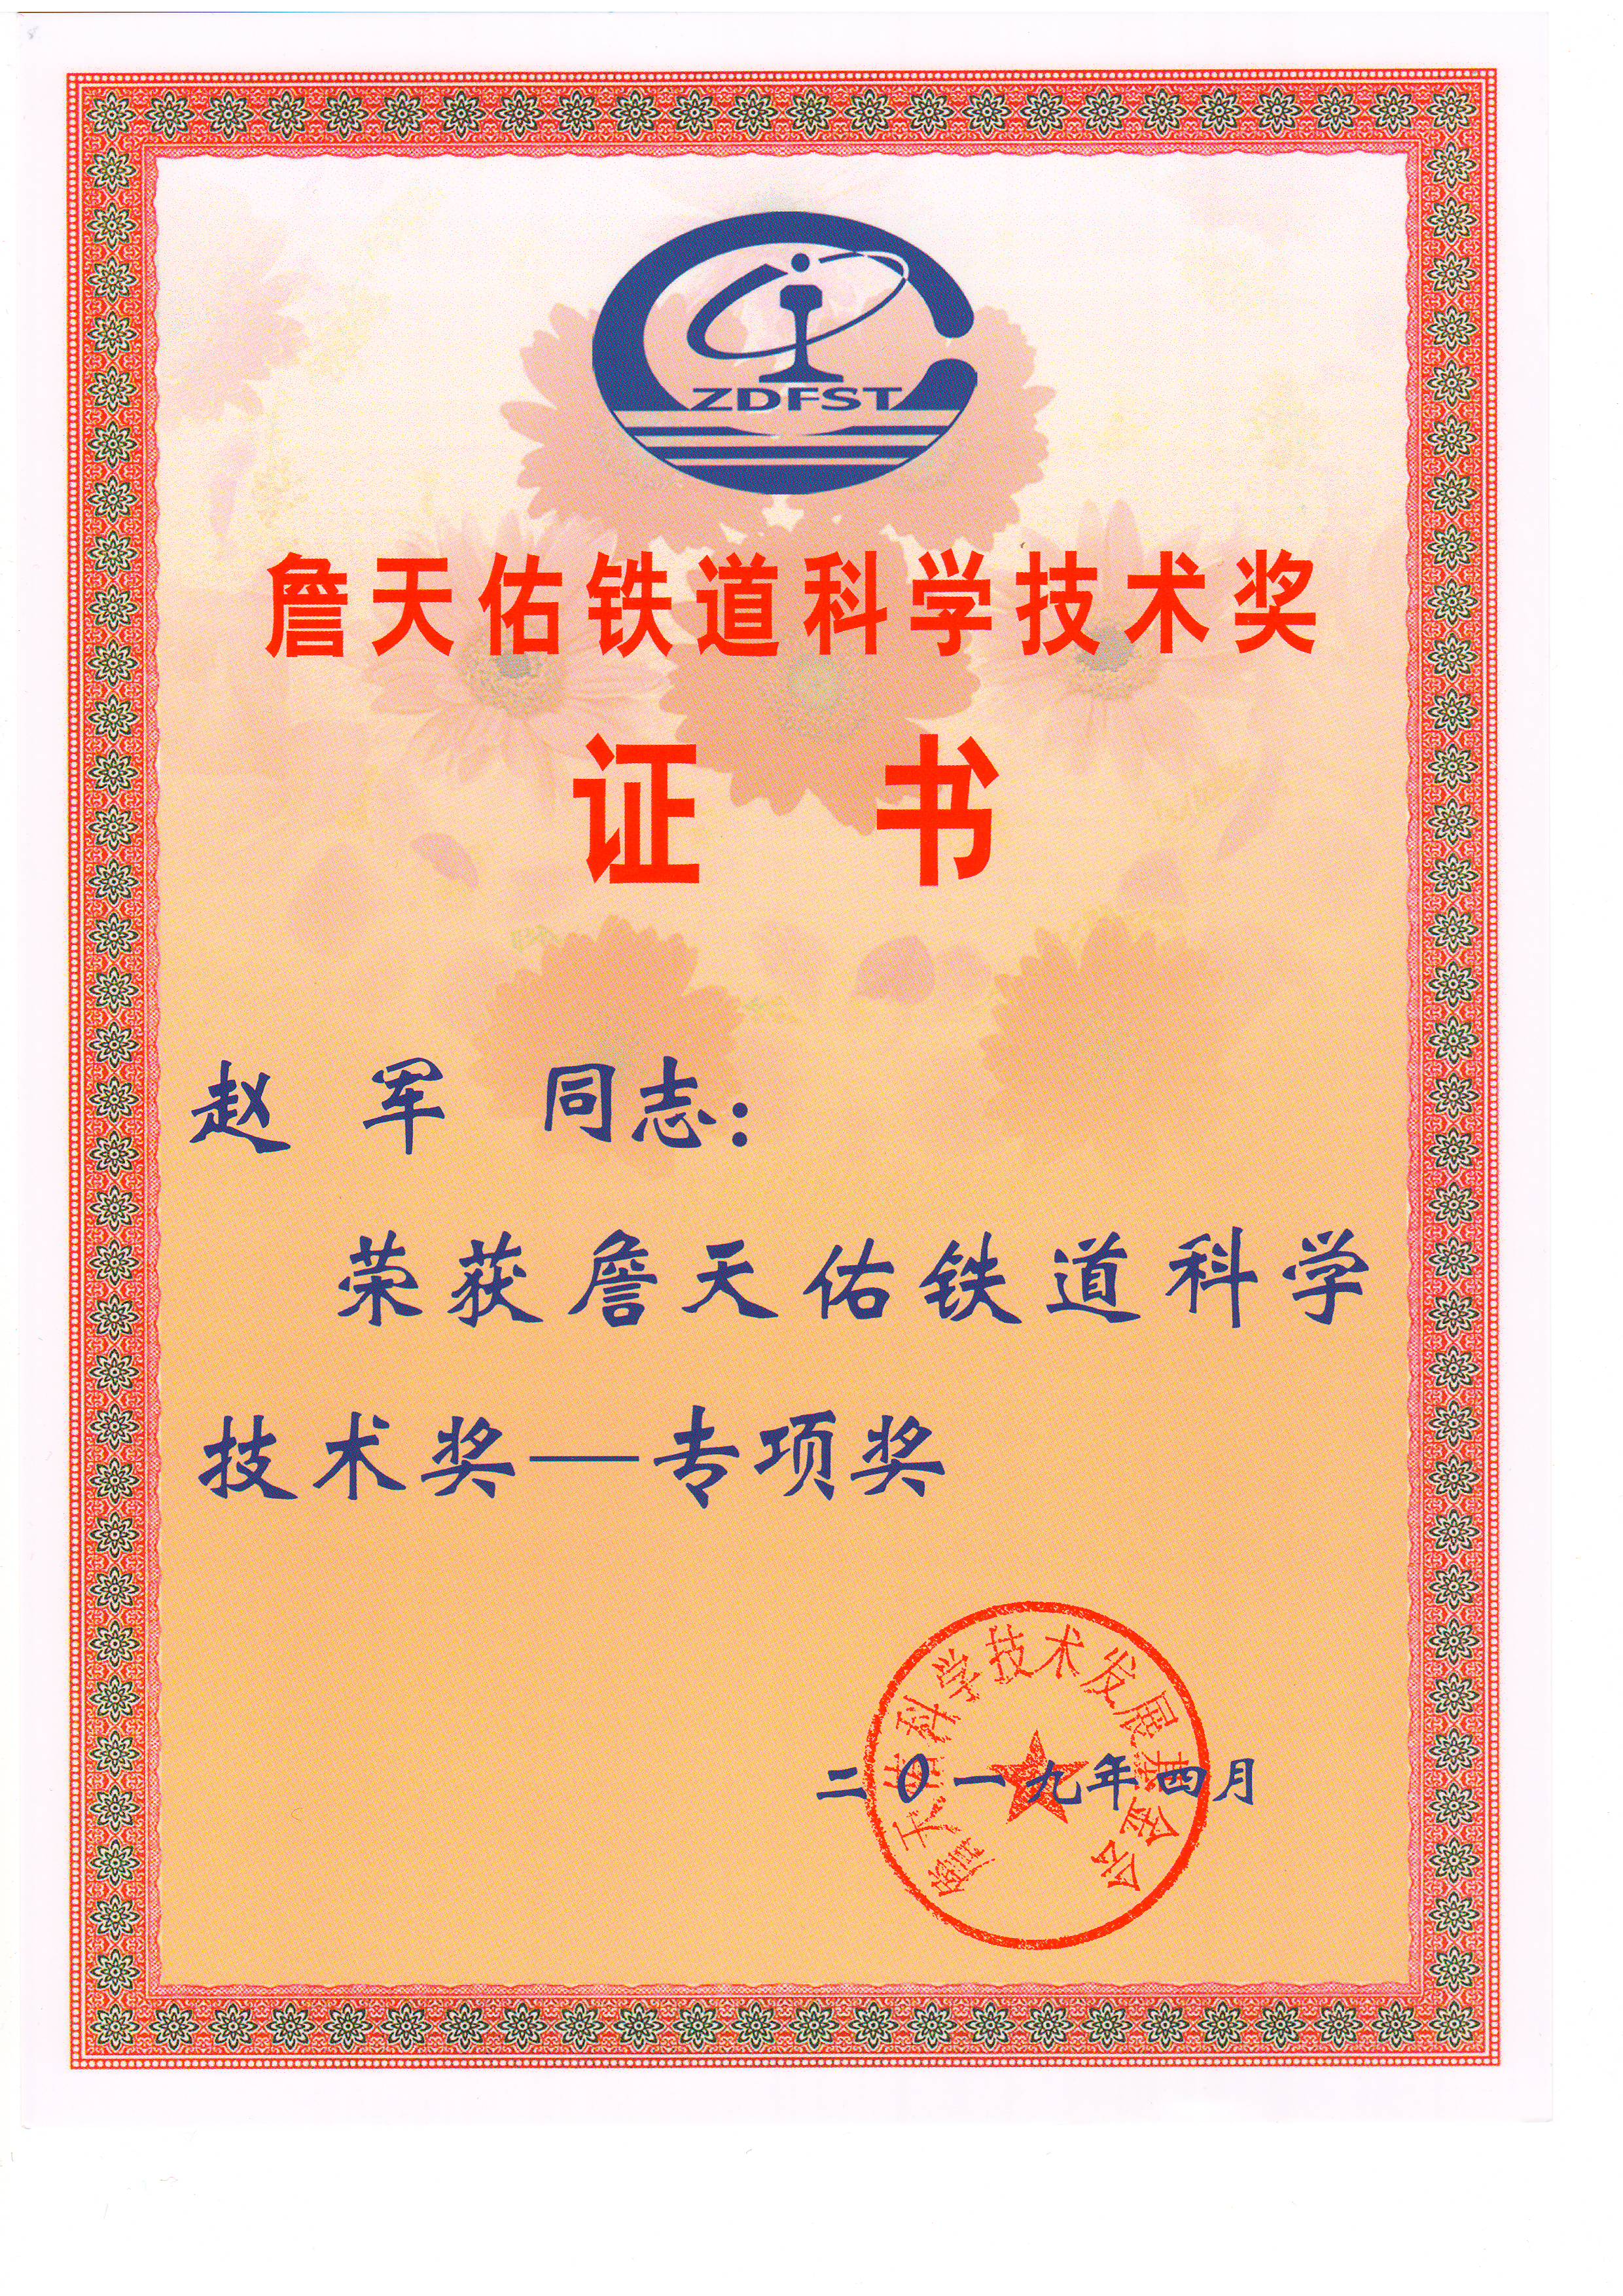 ZDFST
詹天佑铁道科学技术奖
证 书
赵 军 同志：
荣获詹天佑铁道科学
技术奖—专项奖
詹天佑科学技术发展基金会
二0一九年四月